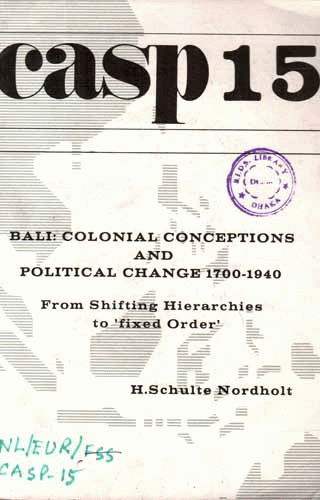 casp 15
B.I.D.S. LIBRARY
DHAKA
BALI: COLONIAL CONCEPTIONS
AND
POLITICAL CHANGE 1700-1940
From Shifting Hierarchies
to 'fixed Order'
H.Schulte Nordholt
NL/EUR/FSS
CASP-15